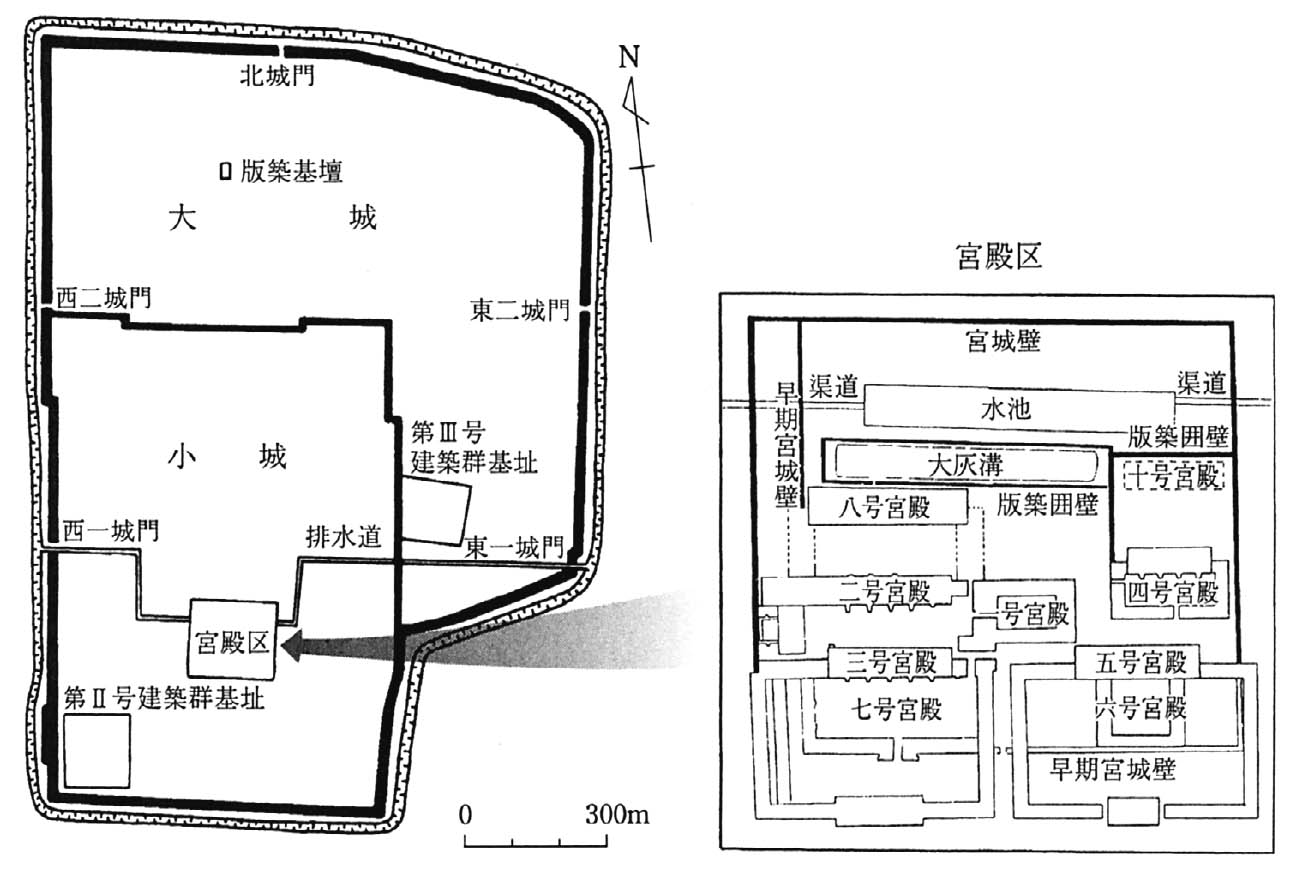 北城門
N
版築基壇
大城
西二城門
東二城門
第Ⅲ号
建築群基址
小城
西一城門
排水道
東一城門
宮殿区
第Ⅱ号建築群基址
0 300m
宮殿区
宮城壁
渠道
渠道
早期宮城壁
水池
版築囲壁
大灰溝
十号宮殿
八号宮殿
版築囲壁
二号宮殿
四号宮殿
一号宮殿
三号宮殿
五号宮殿
七号宮殿
六号宮殿
早期宮城壁